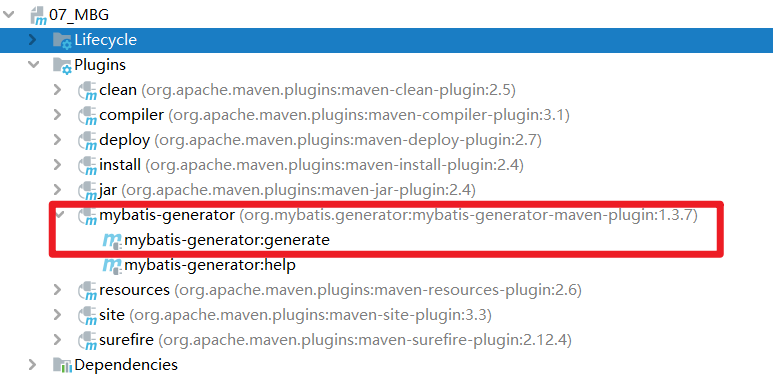 07_MBG
Lifecycle
Plugins
clean (org.apache.maven.plugins:maven-clean-plugin:2.5)
compiler (org.apache.maven.plugins:maven-compiler-plugin:3.1)
deploy (org.apache.maven.plugins:maven-deploy-plugin:2.7)
install (org.apache.maven.plugins:maven-install-plugin:2.4)
jar (org.apache.maven.plugins:maven-jar-plugin:2.4)
mybatis-generator (org.mybatis.generator:mybatis-generator-maven-plugin:1.3.7)
mybatis-generator:generate
mybatis-generator:help
resources (org.apache.maven.plugins:maven-resources-plugin:2.6)
site (org.apache.maven.plugins:maven-site-plugin:3.3)
surefire (org.apache.maven.plugins:maven-surefire-plugin:2.12.4)
Dependencies